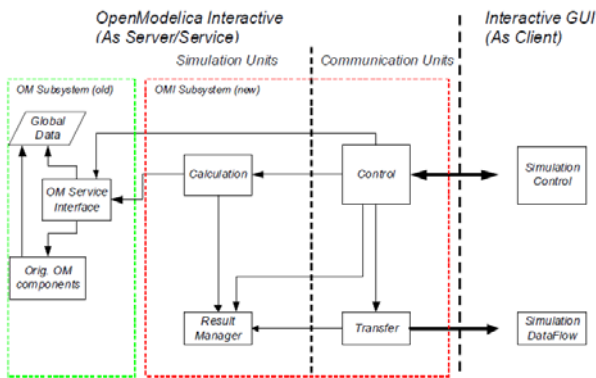 OpenModelica Interactive
(As Server/Service)
Interactive GUI
(As Client)
Simulation Units
Communication Units
OM Subsystem (old)
OMI Subsystem (new)
Global
Data
OM Service
Interface
Orig. OM
components
Calculation
Control
Simulation
Control
Result
Manager
Transfer
Simulation
DataFlow